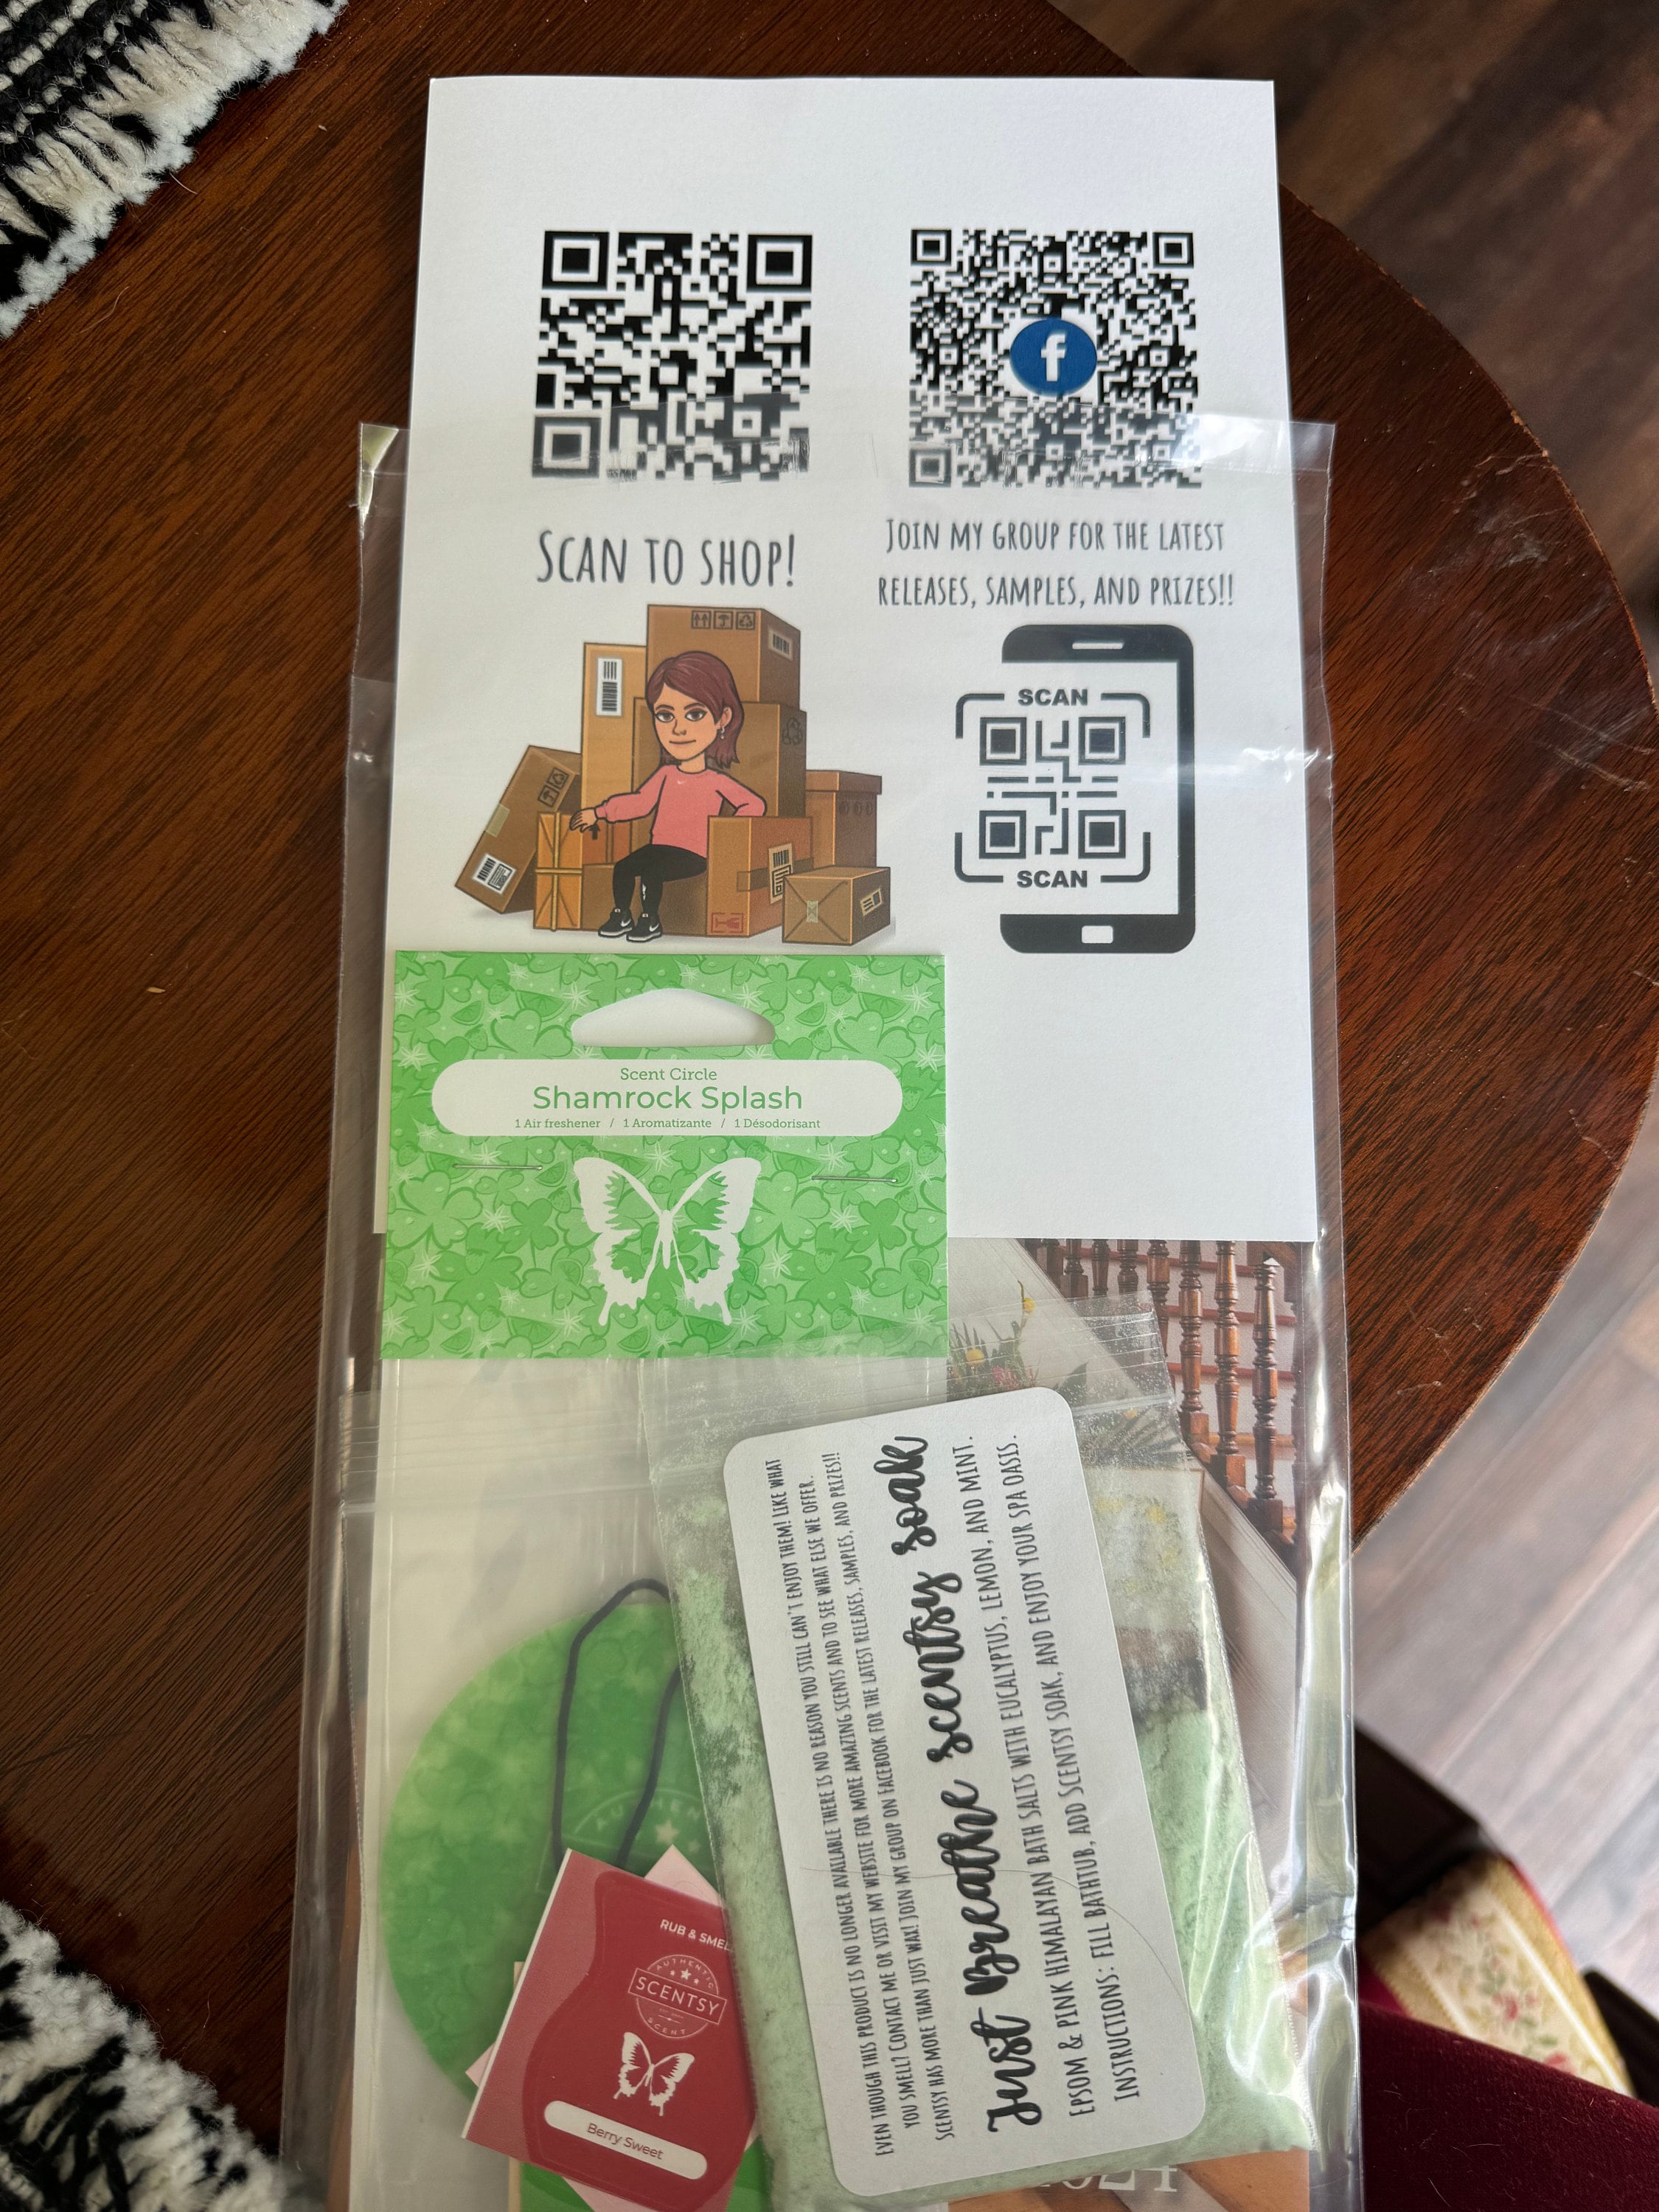 SCAN TO SHOP!
JOIN MY GROUP FOR THE LATEST
RELEASES, SAMPLES, AND PRIZES!!
SCAN
SCAN
Scent Circle
Shamrock Splash
1 Air freshener / 1 Aromatizante / 1 Désodorisant
EVEN THOUGH THIS PRODUCT IS NO LONGER AVAILABLE THERE IS NO REASON YOU STILL CAN'T ENJOY THEM! LIKE WHAT
YOU SMELL? CONTACT ME OR VISIT MY WEBSITE FOR MORE AMAZING SCENTS AND TO SEE WHAT ELSE WE OFFER.
SCENTSY HAS MORE THAN JUST WAX! JOIN MY GROUP ON FACEBOOK FOR THE LATEST RELEASES, SAMPLES, AND PRIZES!!
Just Breathe scentsy soak
EPSOM & PINK HIMALAYAN BATH SALTS WITH EUCALYPTUS, LEMON, AND MINT.
INSTRUCTIONS: FILL BATHTUB, ADD SCENTSY SOAK, AND ENJOY YOUR SPA OASIS.
RUB & SMELL
AUTHENTIC
SCENTSY
SCENT
Berry Sweet